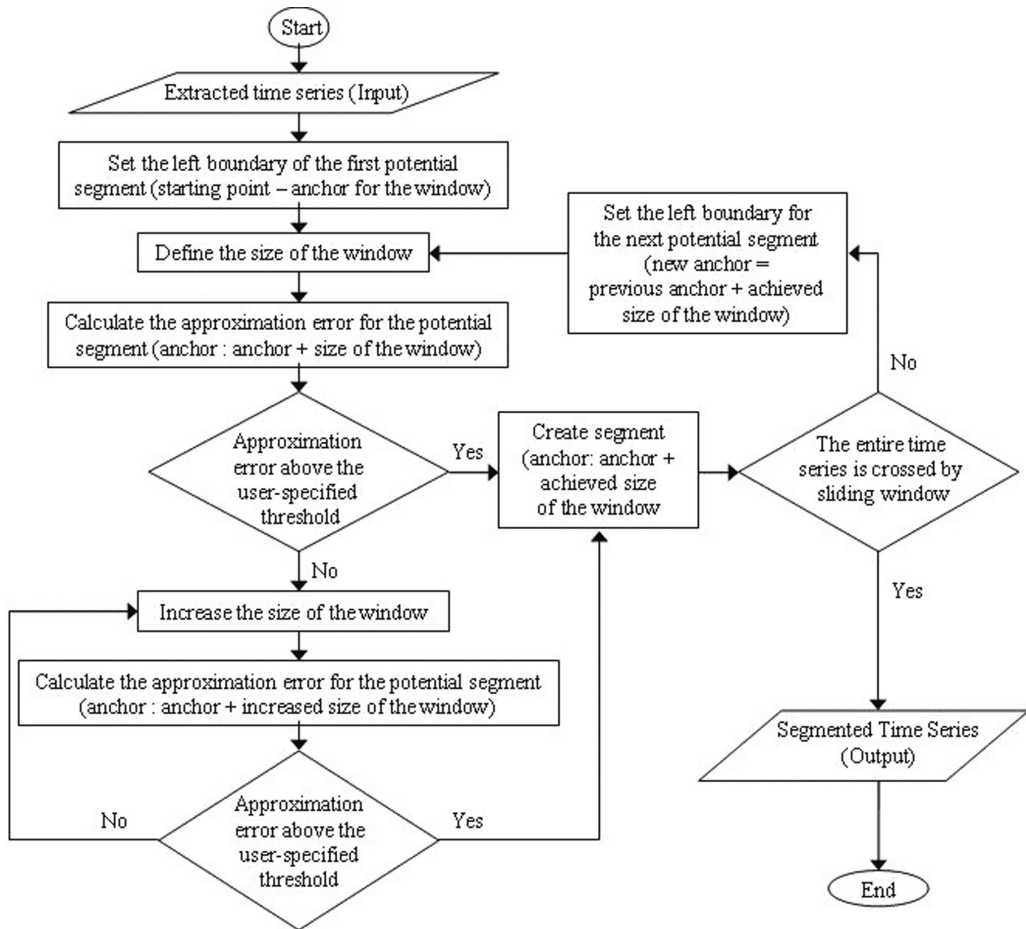 Start
Extracted time series (Input)
Set the left boundary of the first potential
segment (starting point – anchor for the window)
Define the size of the window
Set the left boundary for
the next potential segment
(new anchor =
previous anchor + achieved
size of the window)
Calculate the approximation error for the potential
segment (anchor : anchor + size of the window)
No
Approximation
error above the
user-specified
threshold
Yes
Create segment
(anchor: anchor +
achieved size
of the window
The entire time
series is crossed by
sliding window
No
Yes
Increase the size of the window
Calculate the approximation error for the potential segment
(anchor : anchor + increased size of the window)
Segmented Time Series
(Output)
Approximation
error above the
user-specified
threshold
No
Yes
End